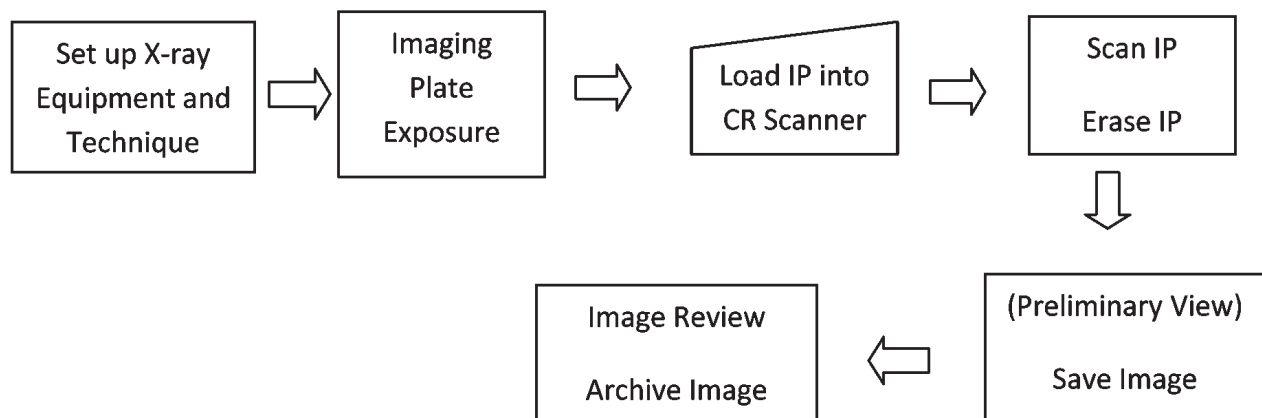 Set up X-ray
Equipment and
Technique
Imaging
Plate
Exposure
Load IP into
CR Scanner
Scan IP
Erase IP
(Preliminary View)
Save Image
Image Review
Archive Image